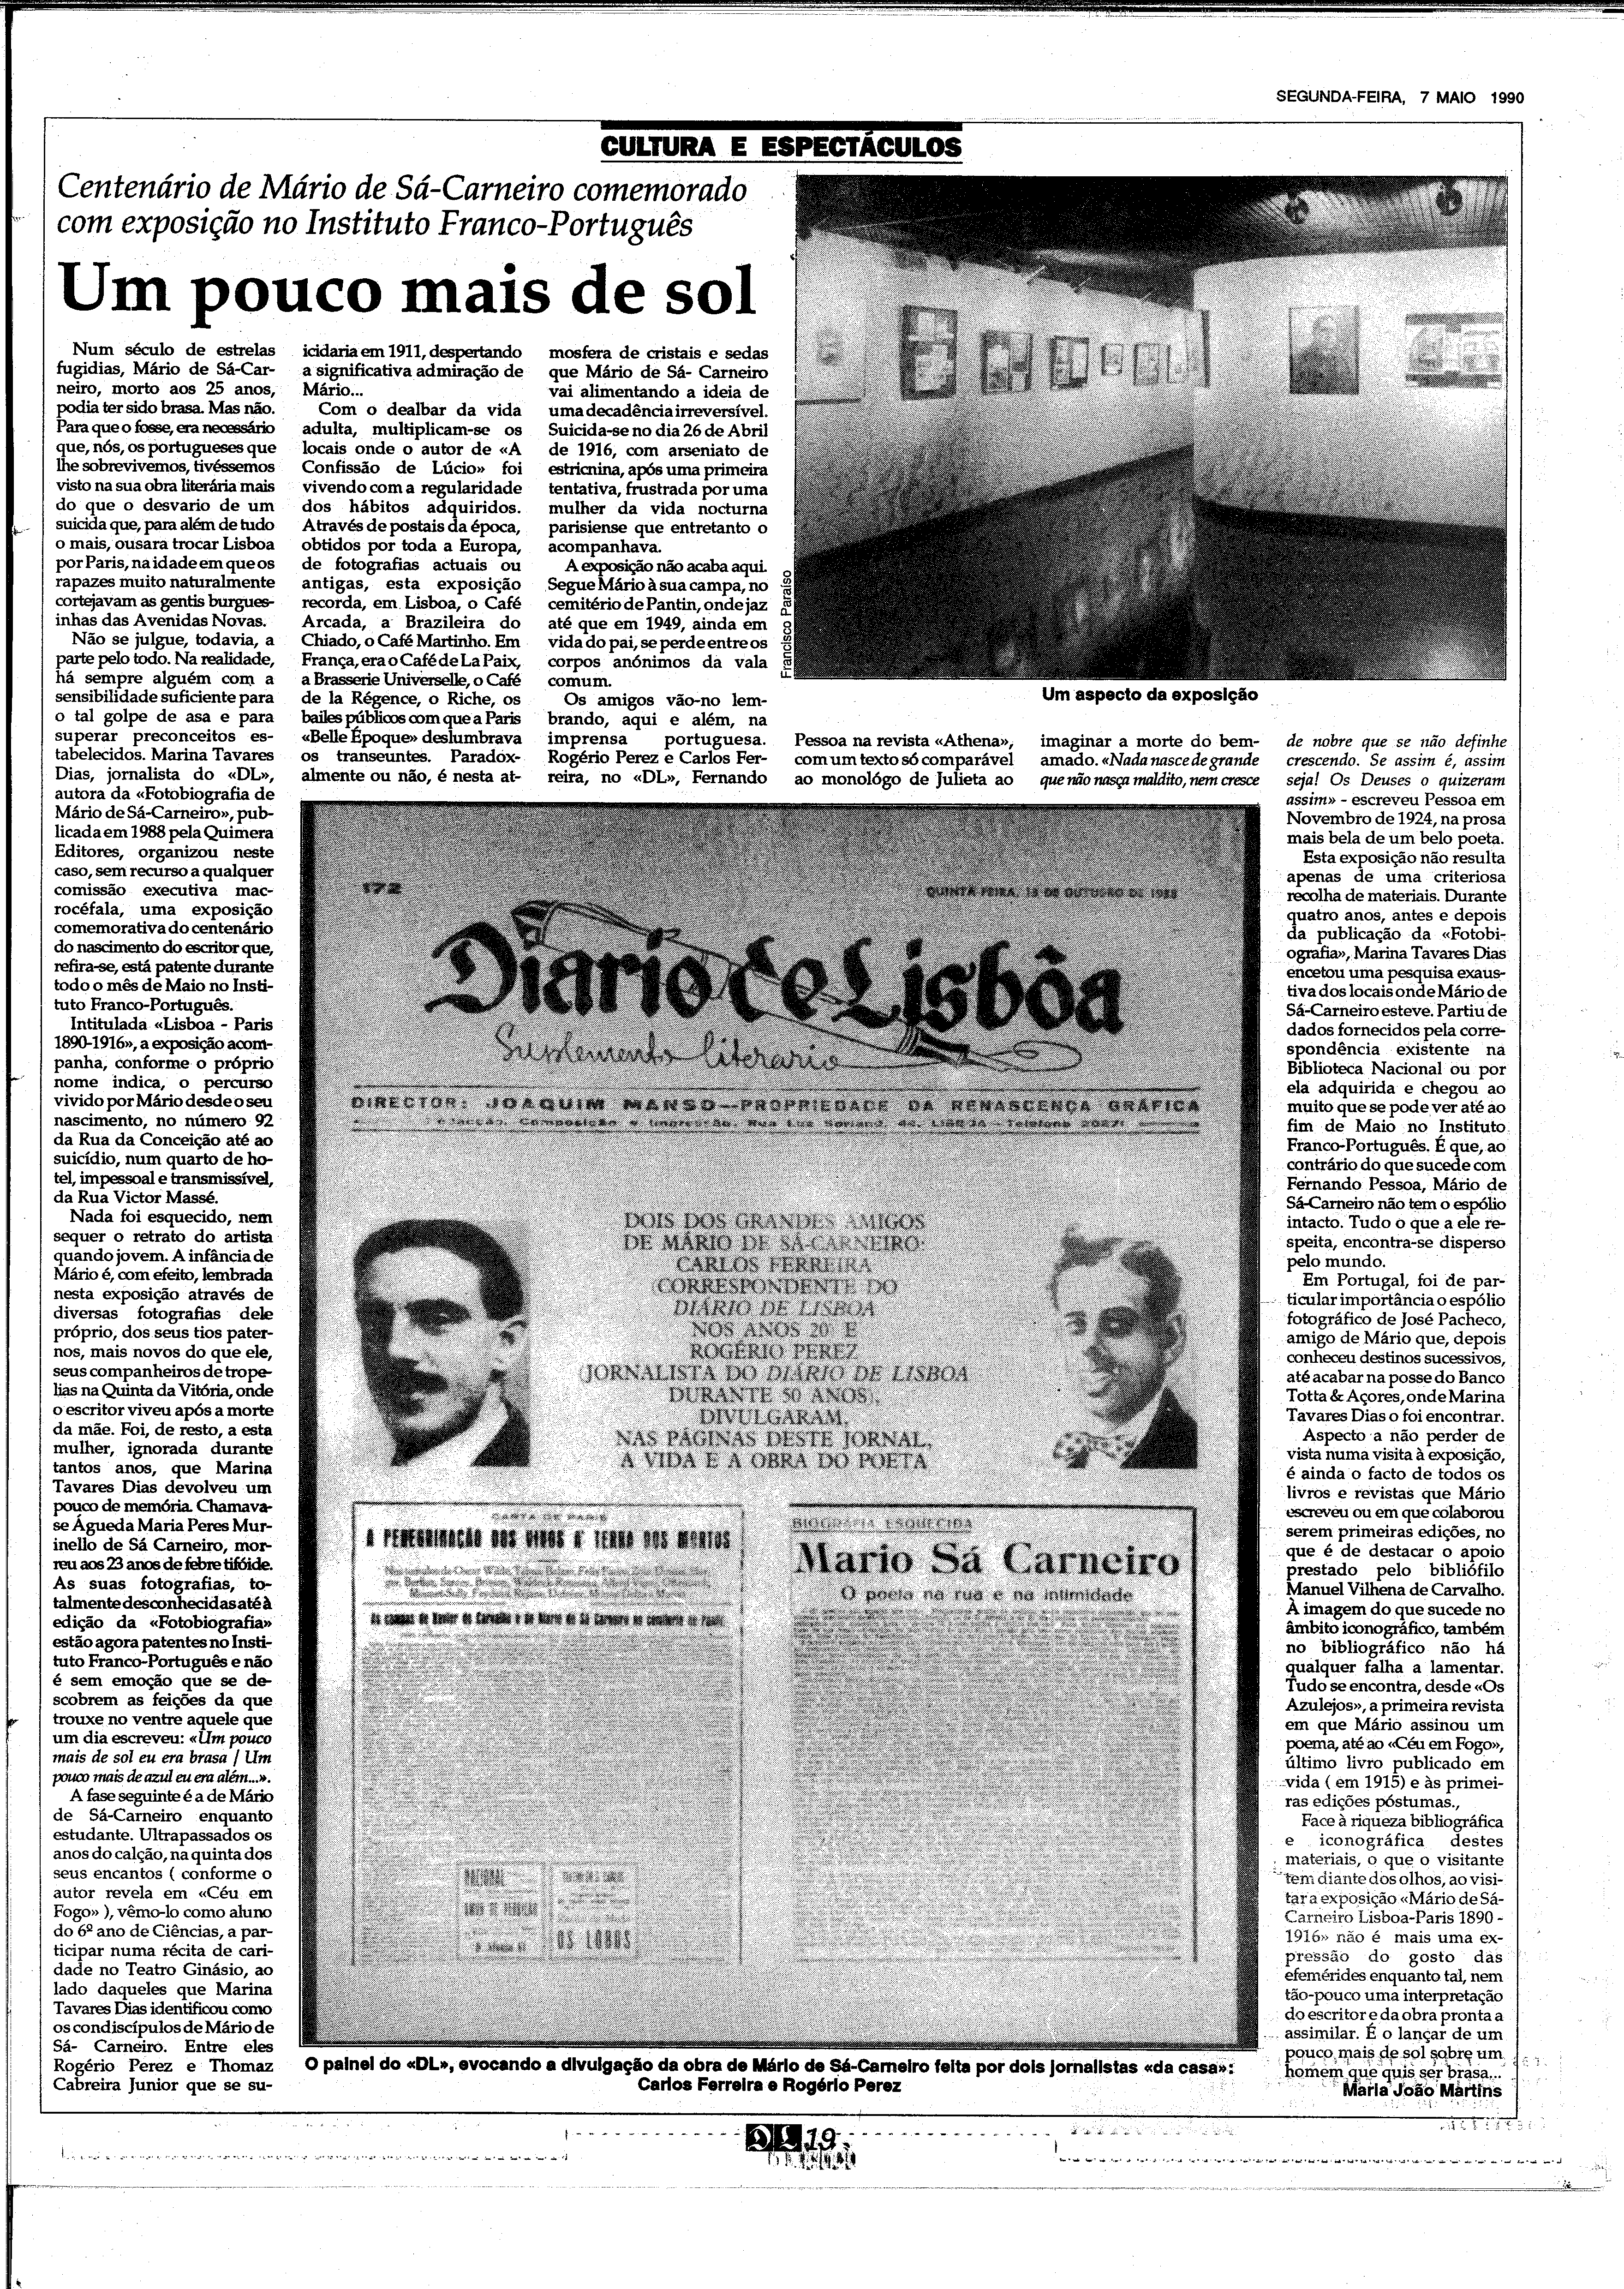 SEGUNDA-FEIRA, 7 MAIO 1990
CULTURA E ESPECTÁCULOS
Centenário de Mário de Sá-Carneiro comemorado
com exposição no Instituto Franco-Português
Um pouco mais de sol
Num século de estrelas
fugidias, Mário de Sá-Car-
neiro, morto aos 25 anos,
podia ter sido brasa. Mas não.
Para que o fosse, era necessário
que, nós, os portugueses que
lhe sobrevivemos, tivéssemos
visto na sua obra literária mais
do que o desvario de um
suicida que, para além de tudo
o mais, ousara trocar Lisboa
por Paris, na idade em que os
rapazes muito naturalmente
cortejavam as gentis burgues-
inhas das Avenidas Novas.
Não se julgue, todavia, a
parte pelo todo. Na realidade,
há sempre alguém com a
sensibilidade suficiente para
o tal golpe de asa e para
superar preconceitos es-
tabelecidos. Marina Tavares
Dias, jornalista do «DL»,
autora da «Fotobiografia de
Mário de Sá-Carneiro», pub-
licada em 1988 pela Quimera
Editores, organizou neste
caso, sem recurso a qualquer
comissão executiva mac-
rocéfala, uma exposição
comemorativa do centenário
do nascimento do escritor que,
refira-se, está patente durante
todo o mês de Maio no Insti-
tuto Franco-Português.
Intitulada «Lisboa - Paris
1890-1916», a exposição acom-
panha, conforme o próprio
nome indica, o percurso
vivido por Mário desde o seu
nascimento, no número 92
da Rua da Conceição até ao
suicídio, num quarto de ho-
tel, impessoal e transmissível,
da Rua Victor Massé.
Nada foi esquecido, nem
sequer o retrato do artista
quando jovem. A infância de
Mário é, com efeito, lembrada
nesta exposição através de
diversas fotografias dele
próprio, dos seus tios pater-
nos, mais novos do que ele,
seus companheiros de trope-
lias na Quinta da Vitória, onde
o escritor viveu após a morte
da mãe. Foi, de resto, a esta
mulher, ignorada durante
tantos anos, que Marina
Tavares Dias devolveu um
pouco de memória. Chamava-
se Águeda Maria Peres Mur-
inello de Sá Carneiro, mor-
reu aos 23 anos de febre tifóide.
As suas fotografias, to-
talmente desconhecidas até à
edição da «Fotobiografia»
estão agora patentes no Insti-
tuto Franco-Português e não
é sem emoção que se de-
scobrem as feições da que
trouxe no ventre aquele que
um dia escreveu: «Um pouco
mais de sol eu era brasa / Um
pouco mais de azul eu era além...».
A fase seguinte é a de Mário
de Sá-Carneiro enquanto
estudante. Ultrapassados os
anos do calção, na quinta dos
seus encantos ( conforme o
autor revela em «Céu em
Fogo» ), vêmo-lo como aluno
do 6º ano de Ciências, a par-
ticipar numa récita de cari-
dade no Teatro Ginásio, ao
lado daqueles que Marina
Tavares Dias identificou como
os condiscípulos de Mário de
Sá- Carneiro. Entre eles
Rogério Perez e Thomaz
Cabreira Junior que se su-
icidaria em 1911, despertando
a significativa admiração de
Mário...
Com o dealbar da vida
adulta, multiplicam-se os
locais onde o autor de «A
Confissão de Lúcio» foi
vivendo com a regularidade
dos hábitos adquiridos.
Através de postais da época,
obtidos por toda a Europa,
de fotografias actuais ou
antigas, esta exposição
recorda, em Lisboa, o Café
Arcada, a Brazileira do
Chiado, o Café Martinho. Em
França, era o Café de La Paix,
a Brasserie Universelle, o Café
de la Régence, o Riche, os
bailes públicos com que a Paris
«Belle Époque» deslumbrava
os transeuntes. Paradox-
almente ou não, é nesta at-
mosfera de cristais e sedas
que Mário de Sá- Carneiro
vai alimentando a ideia de
uma decadência irreversível.
Suicida-se no dia 26 de Abril
de 1916, com arseniato de
estricnina, após uma primeira
tentativa, frustrada por uma
mulher da vida nocturna
parisiense que entretanto o
acompanhava.
A exposição não acaba aqui.
Segue Mário à sua campa, no
cemitério de Pantin, onde jaz
até que em 1949, ainda em
vida do pai, se perde entre os
corpos anónimos da vala
comum.
Os amigos vão-no lem-
brando, aqui e além, na
imprensa portuguesa.
Rogério Perez e Carlos Fer-
reira, no «DL», Fernando
Francisco Paraíso
Um aspecto da exposição
Pessoa na revista «Athena»,
com um texto só comparável
ao monológo de Julieta ao
imaginar a morte do bem-
amado. «Nada nasce de grande
que não nasça maldito, nem cresce
de nobre que se não definhe
crescendo. Se assim é, assim
seja! Os Deuses o quizeram
assim» - escreveu Pessoa em
Novembro de 1924, na prosa
mais bela de um belo poeta.
Esta exposição não resulta
apenas de uma criteriosa
recolha de materiais. Durante
quatro anos, antes e depois
da publicação da «Fotobi-
ografia», Marina Tavares Dias
encetou uma pesquisa exaus-
tiva dos locais onde Mário de
Sá-Carneiro esteve. Partiu de
dados fornecidos pela corre-
spondência existente na
Biblioteca Nacional ou por
ela adquirida e chegou ao
muito que se pode ver até ao
fim de Maio no Instituto
Franco-Português. É que, ao
contrário do que sucede com
Fernando Pessoa, Mário de
Sá-Carneiro não tem o espólio
intacto. Tudo o que a ele re-
speita, encontra-se disperso
pelo mundo.
Em Portugal, foi de par-
ticular importância o espólio
fotográfico de José Pacheco,
amigo de Mário que, depois
conheceu destinos sucessivos,
até acabar na posse do Banco
Totta & Açores, onde Marina
Tavares Dias o foi encontrar.
Aspecto a não perder de
vista numa visita à exposição,
é ainda o facto de todos os
livros e revistas que Mário
escreveu ou em que colaborou
serem primeiras edições, no
que é de destacar o apoio
prestado pelo bibliófilo
Manuel Vilhena de Carvalho.
À imagem do que sucede no
âmbito iconográfico, também
no bibliográfico não há
qualquer falha a lamentar.
Tudo se encontra, desde «Os
Azulejos», a primeira revista
em que Mário assinou um
poema, até ao «Céu em Fogo»,
último livro publicado em
vida ( em 1915) e às primei-
ras edições póstumas.,
Face à riqueza bibliográfica
e iconográfica destes
materiais, o que o visitante
tem diante dos olhos, ao visi-
tar a exposição «Mário de Sá-
Carneiro Lisboa-Paris 1890 -
1916» não é mais uma ex-
pressão do gosto das
efemérides enquanto tal, nem
tão-pouco uma interpretação
do escritor e da obra pronta a
assimilar. É o lançar de um
pouco mais de sol sobre um
homem que quis ser brasa...
Maria João Martins
172
QUINTA-FEIRA, 13 DE OUTUBRO DE 1988
Diario de Lisbôa
Suplemento literario
DIRECTOR: JOAQUIM MANSO—PROPRIEDADE DA RENASCENÇA GRÁFICA
Composição e Impressão, Rua Luz Soriano, 44, LISBOA
DOIS DOS GRANDES AMIGOS
DE MÁRIO DE SÁ-CARNEIRO:
CARLOS FERREIRA
(CORRESPONDENTE DO
DIÁRIO DE LISBOA
NOS ANOS 20) E
ROGÉRIO PEREZ
(JORNALISTA DO DIÁRIO DE LISBOA
DURANTE 50 ANOS),
DIVULGARAM,
NAS PÁGINAS DESTE JORNAL,
A VIDA E A OBRA DO POETA
CARTA DE PARIS
A PEREGRINAÇÃO DOS VIVOS A' TERRA DOS MORTOS
As campas de Xavier de Carvalho e de Mario de Sá Carneiro no cemiterio de Pantin
OS LOBOS
BIOGRAFIA ESQUECIDA
Mario Sá Carneiro
O poeta na rua e na intimidade
O painel do «DL», evocando a divulgação da obra de Mário de Sá-Carneiro feita por dois jornalistas «da casa»:
Carlos Ferreira e Rogério Perez
DL 19